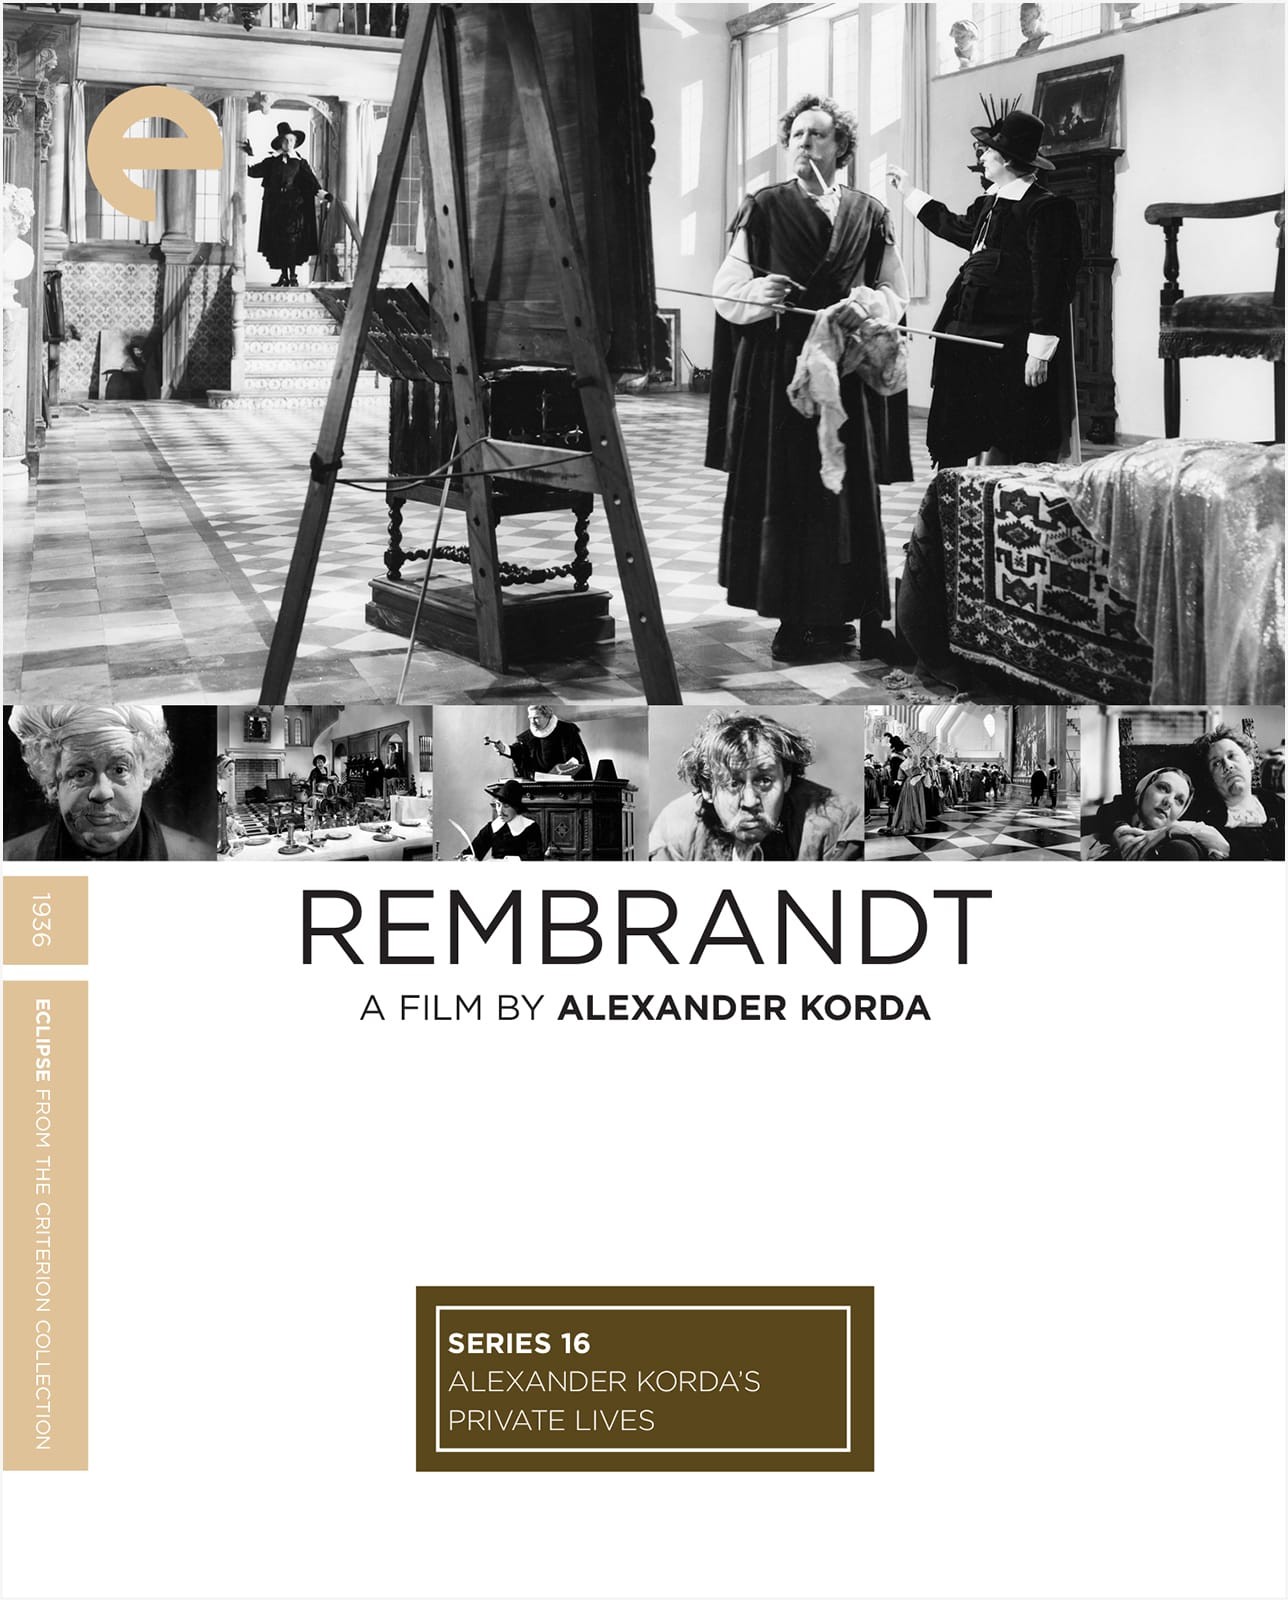 e
REMBRANDT
A FILM BY ALEXANDER KORDA
1936
ECLIPSE FROM THE CRITERION COLLECTION
SERIES 16
ALEXANDER KORDA'S
PRIVATE LIVES